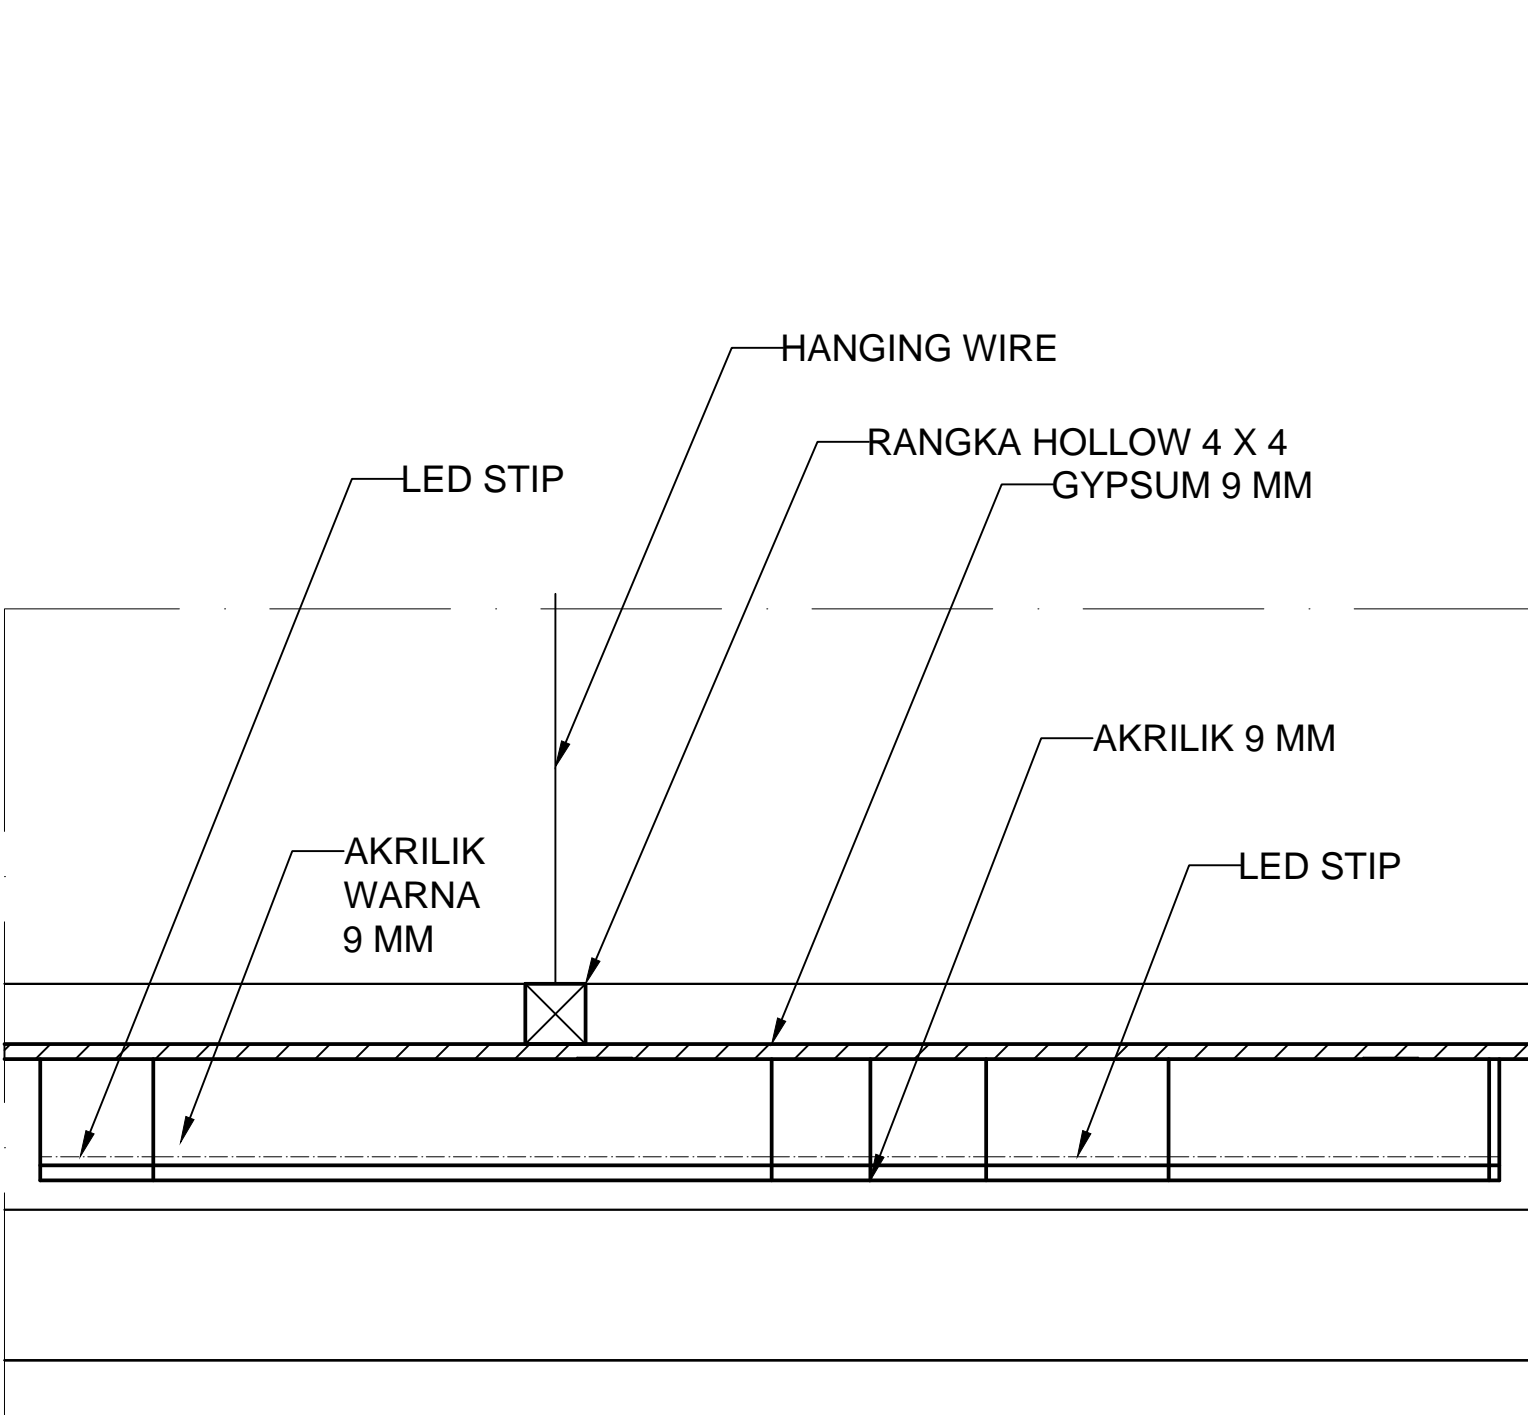 HANGING WIRE
RANGKA HOLLOW 4 X 4
LED STIP
GYPSUM 9 MM
AKRILIK 9 MM
AKRILIK
WARNA
9 MM
LED STIP